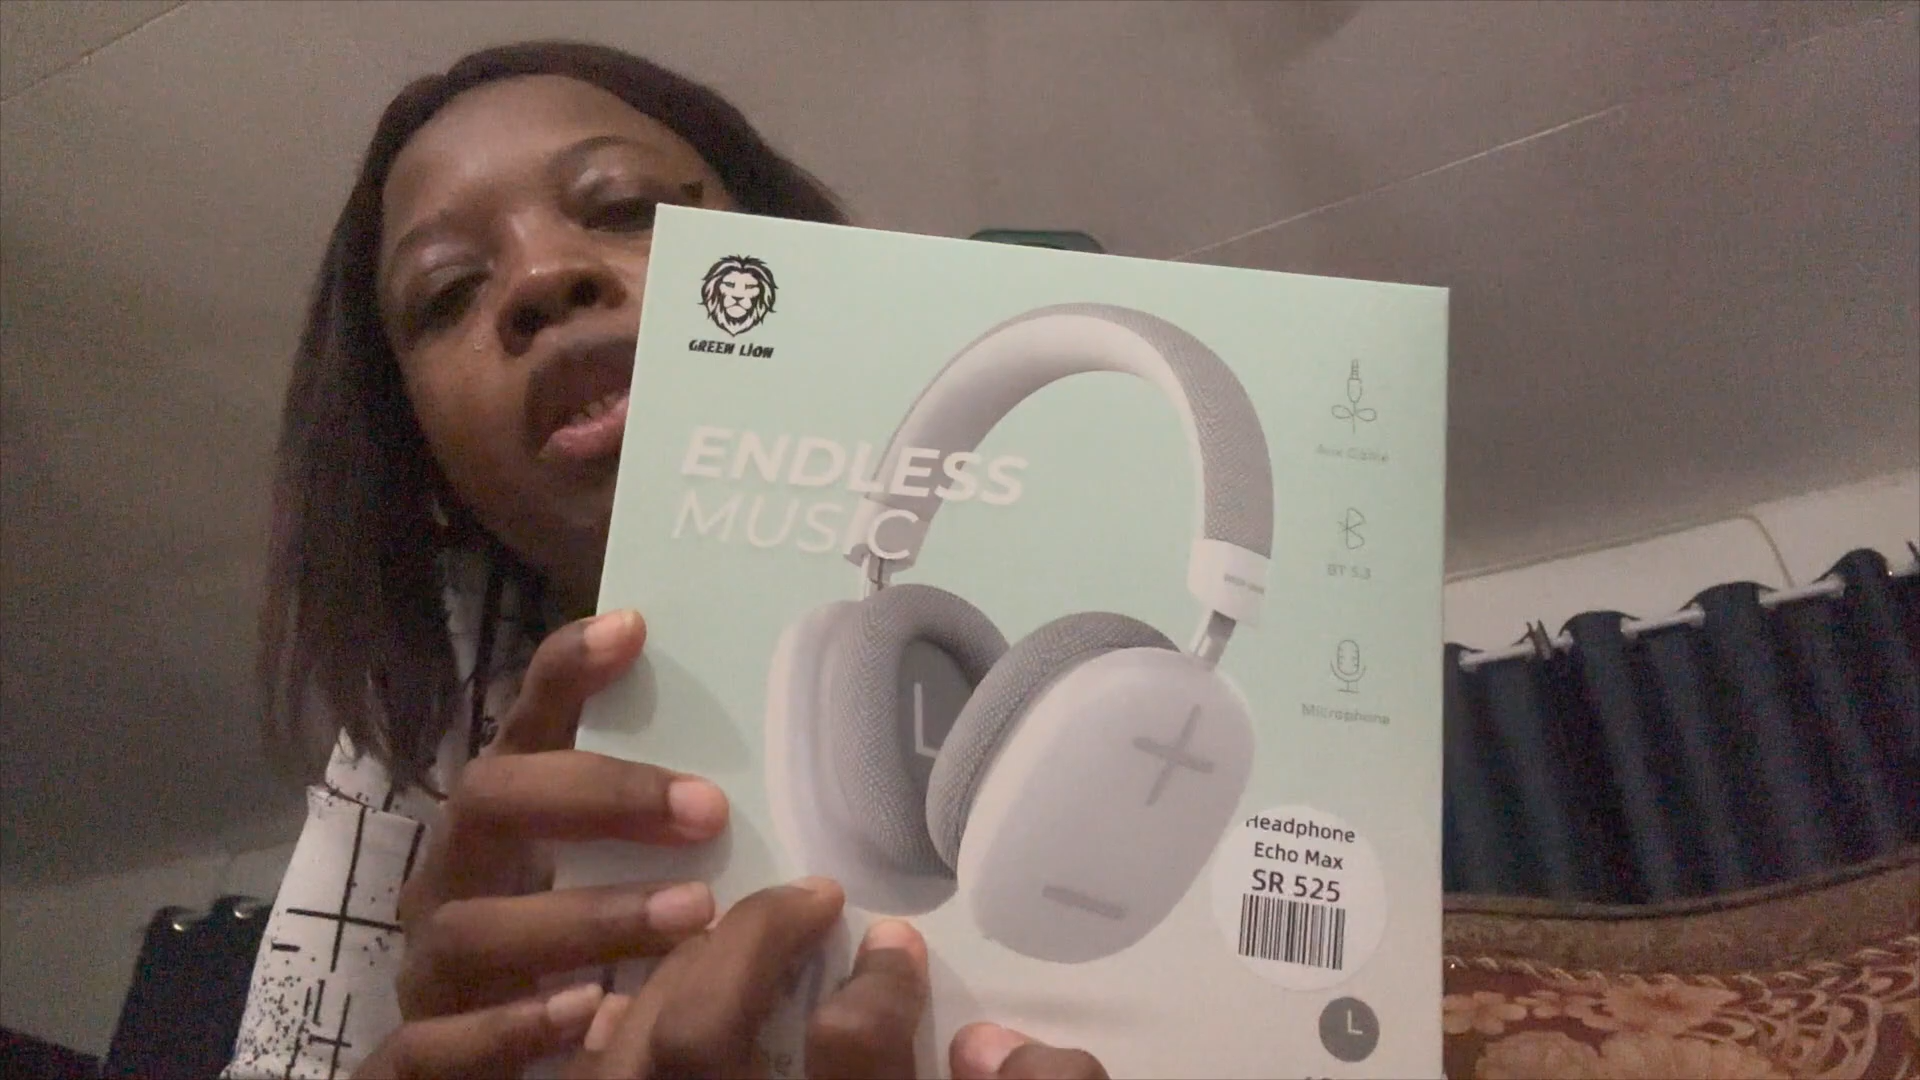 GREEN LION
ENDLESS
MUSIC
Aux Cable
BT 5.3
Microphone
L
Headphone
Echo Max
SR 525